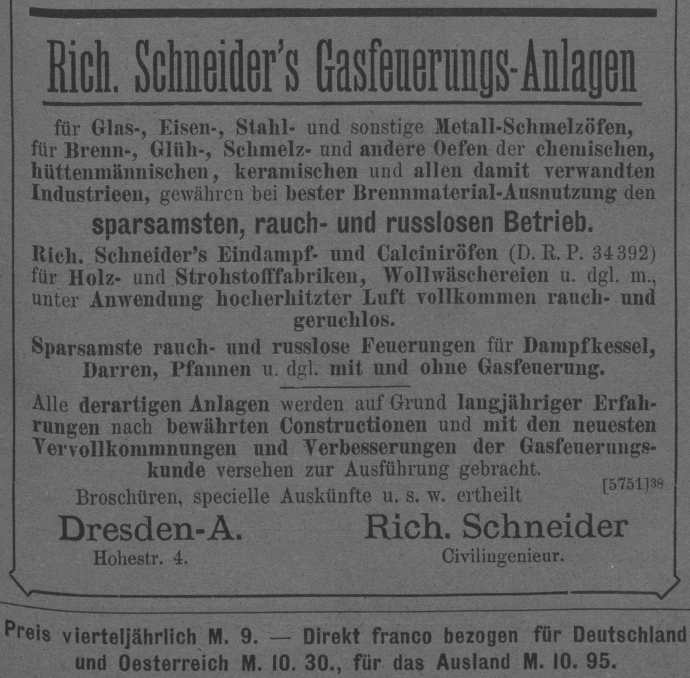 Rich. Schneider's Gasfeuerungs-Anlagen
für Glas-, Eisen-, Stahl- und sonstige Metall-Schmelzöfen,
für Brenn-, Glüh-, Schmelz- und andere Oefen der chemischen,
hüttenmännischen, keramischen und allen damit verwandten
Industrieen, gewähren bei bester Brennmaterial-Ausnutzung den
sparsamsten, rauch- und russlosen Betrieb.
Rich. Schneider's Eindampf- und Calciniröfen (D. R. P. 34392)
für Holz- und Strohstofffabriken, Wollwäschereien u. dgl. m.,
unter Anwendung hocherhitzter Luft vollkommen rauch- und
geruchlos.
Sparsamste rauch- und russlose Feuerungen für Dampfkessel,
Darren, Pfannen u. dgl. mit und ohne Gasfeuerung.
Alle derartigen Anlagen werden auf Grund langjähriger Erfah-
rungen nach bewährten Constructionen und mit den neuesten
Vervollkommnungen und Verbesserungen der Gasfeuerungs-
kunde versehen zur Ausführung gebracht.
Broschüren, specielle Auskünfte u. s. w. ertheilt [5751]38
Dresden-A. Rich. Schneider
Hohestr. 4. Civilingenieur.
Preis vierteljährlich M. 9. — Direkt franco bezogen für Deutschland
und Oesterreich M. 10. 30., für das Ausland M. 10. 95.